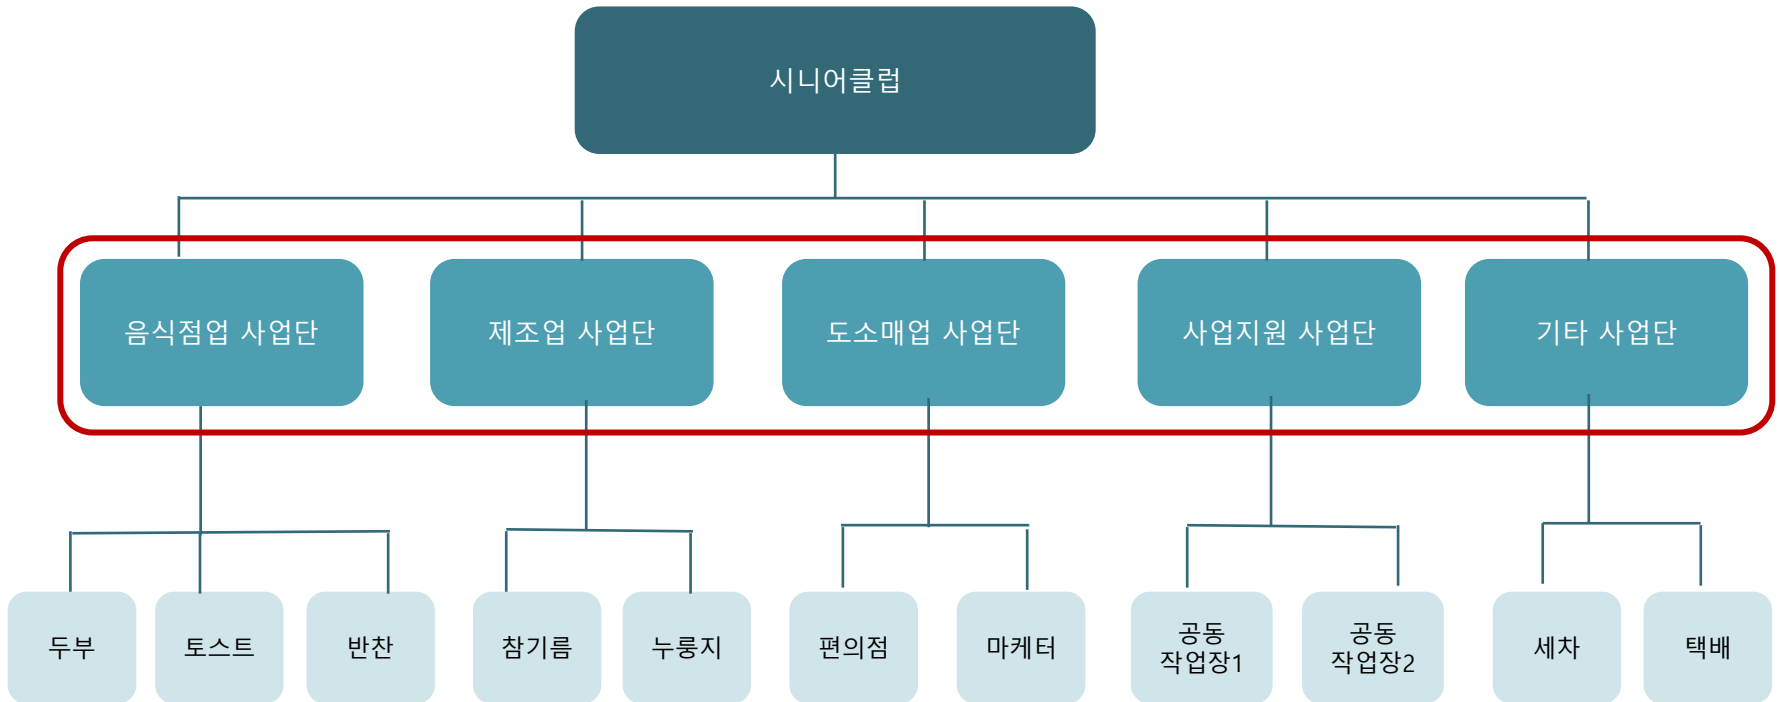 시니어클럽
음식점업 사업단
제조업 사업단
도소매업 사업단
사업지원 사업단
기타 사업단
두부
토스트
반찬
참기름
누룽지
편의점
마케터
공동
작업장1
공동
작업장2
세차
택배